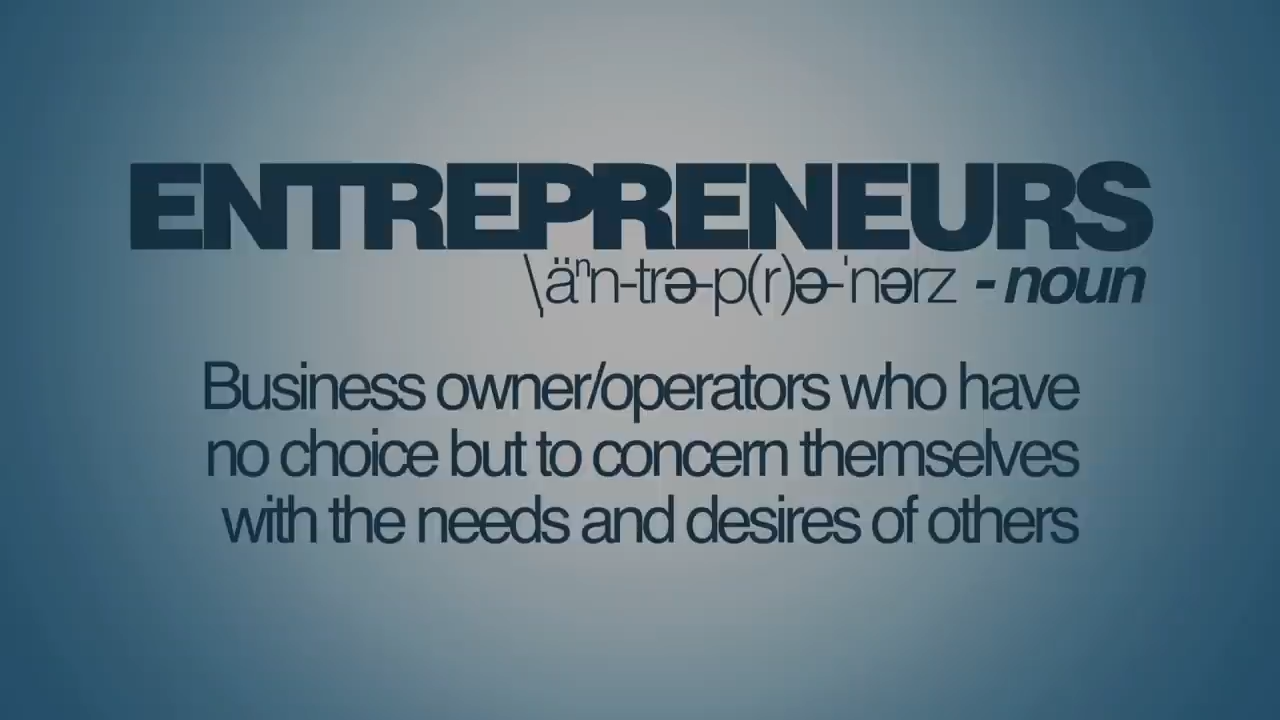 ENTREPRENEURS
\äⁿn-trə-p(r)ə-ˈnərz - noun
Business owner/operators who have
no choice but to concern themselves
with the needs and desires of others